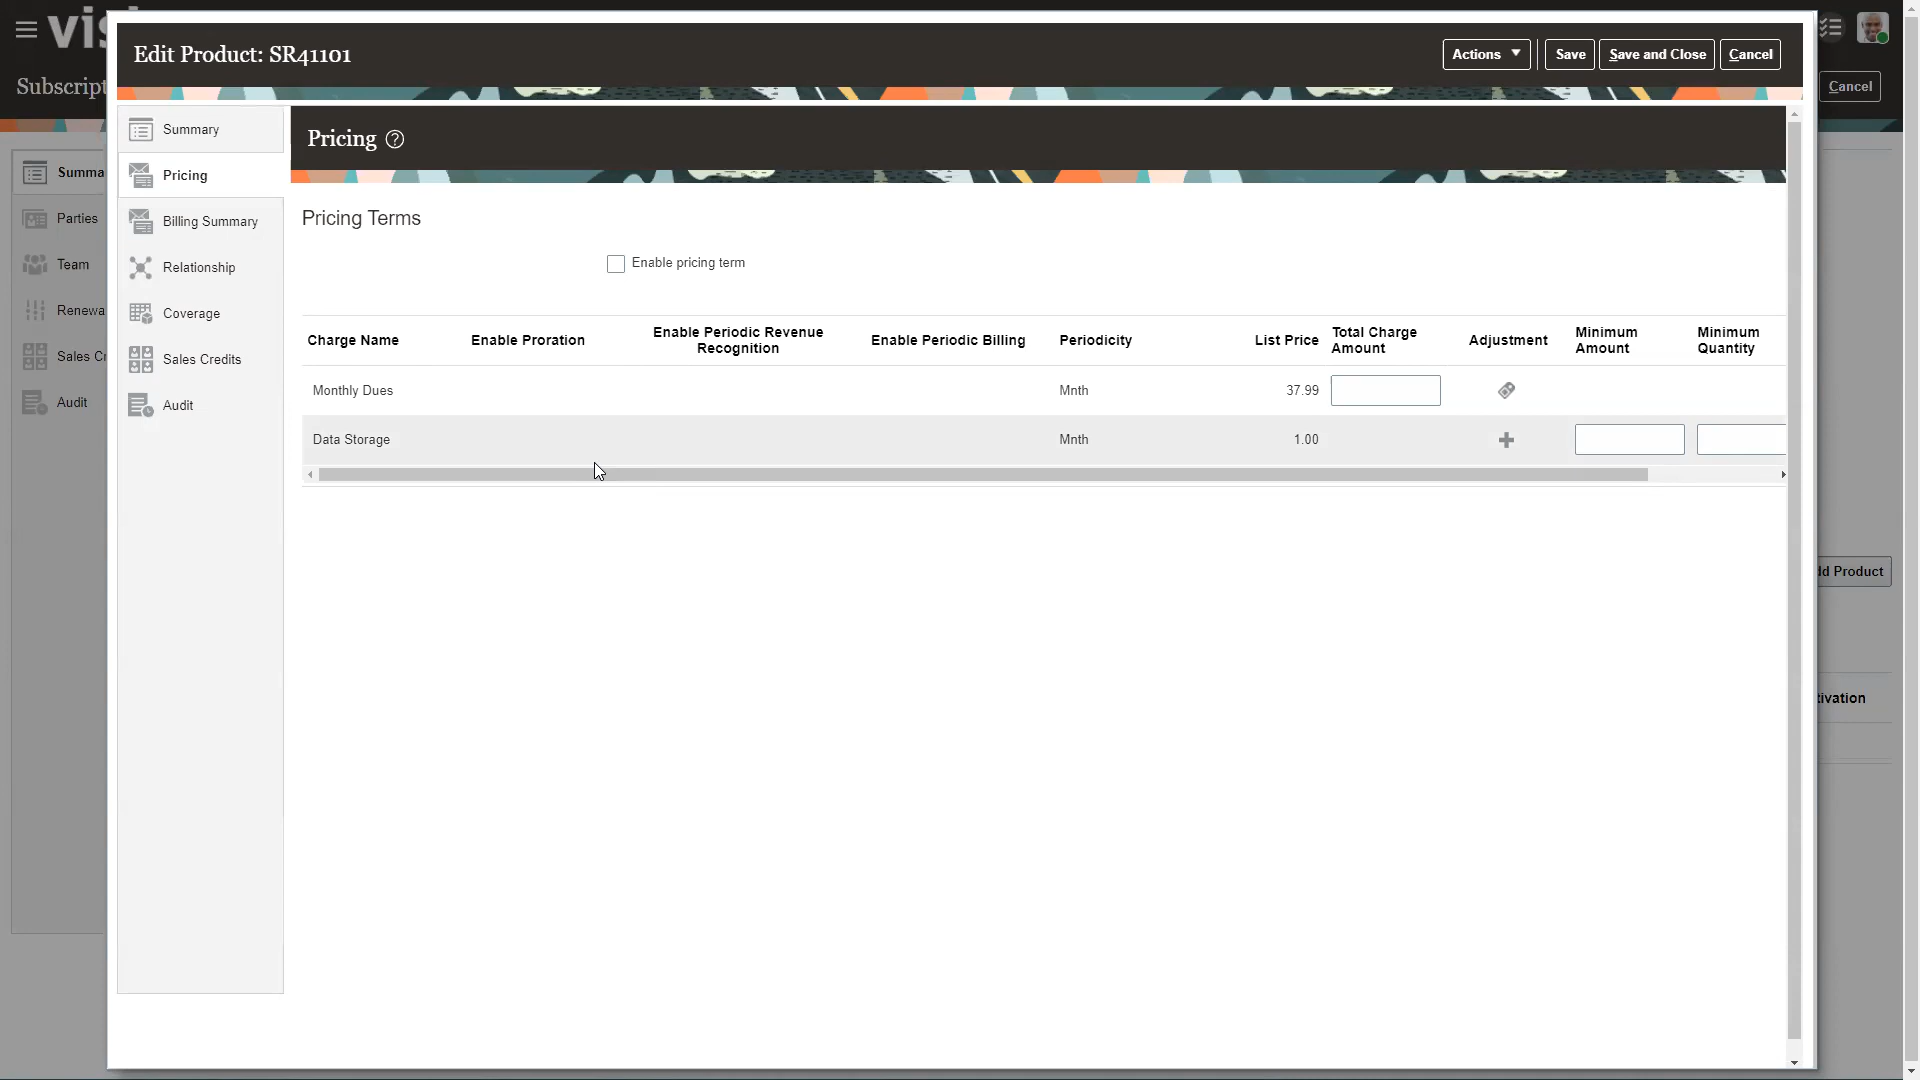 vis
Edit Product: SR41101
Actions
Save
Save and Close
Cancel
Subscript
Cancel
Summa
Parties
Team
Renewa
Sales Cr
Audit
Summary
Pricing
Billing Summary
Relationship
Coverage
Sales Credits
Audit
Pricing ?
Pricing Terms
Enable pricing term
Charge Name Enable Proration Enable Periodic Revenue Recognition Enable Periodic Billing Periodicity List Price Total Charge Amount Adjustment Minimum Amount Minimum Quantity
Monthly Dues Mnth 37.99
Data Storage Mnth 1.00
dd Product
tivation